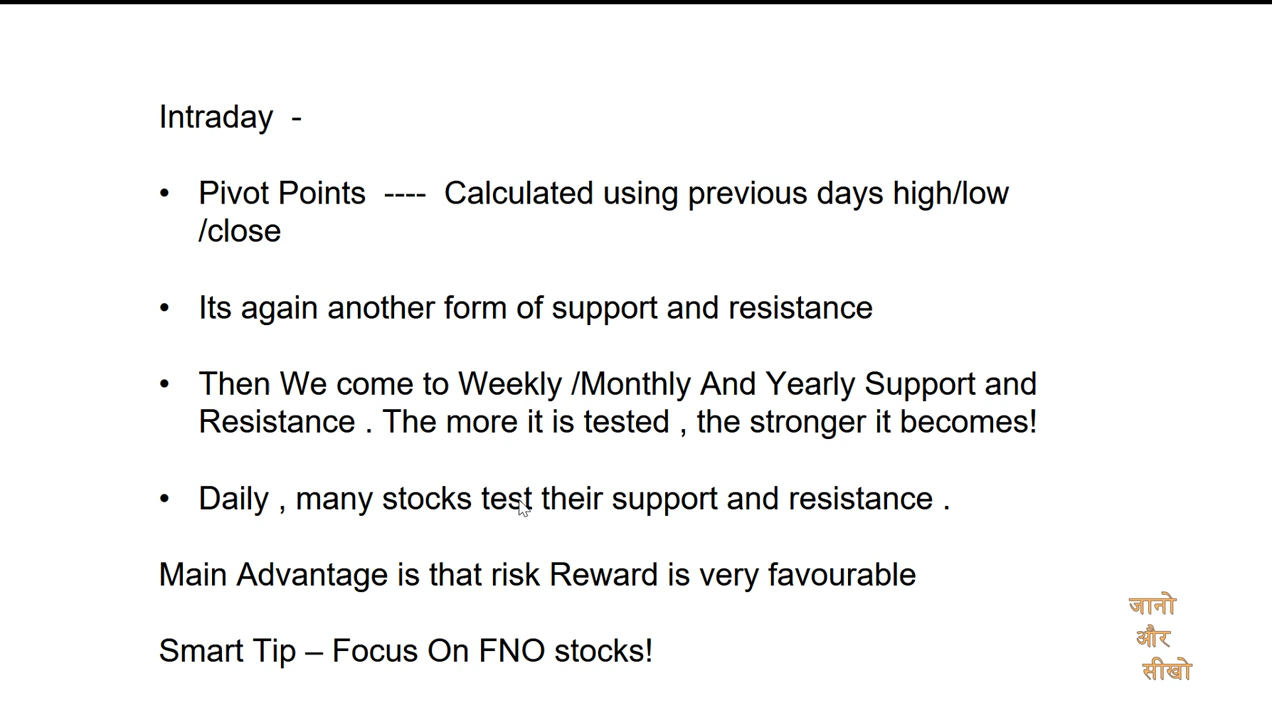 Intraday -
• Pivot Points ---- Calculated using previous days high/low
/close
• Its again another form of support and resistance
• Then We come to Weekly /Monthly And Yearly Support and
Resistance . The more it is tested , the stronger it becomes!
• Daily , many stocks test their support and resistance .
Main Advantage is that risk Reward is very favourable
Smart Tip – Focus On FNO stocks!
जानो
और
सीखो